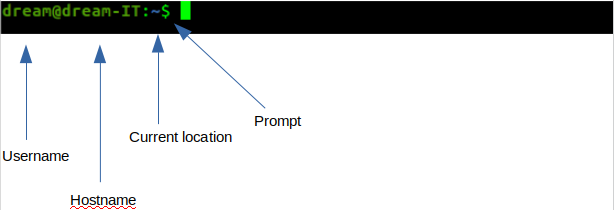 dream@dream-IT:~$
Prompt
Current location
Username
Hostname